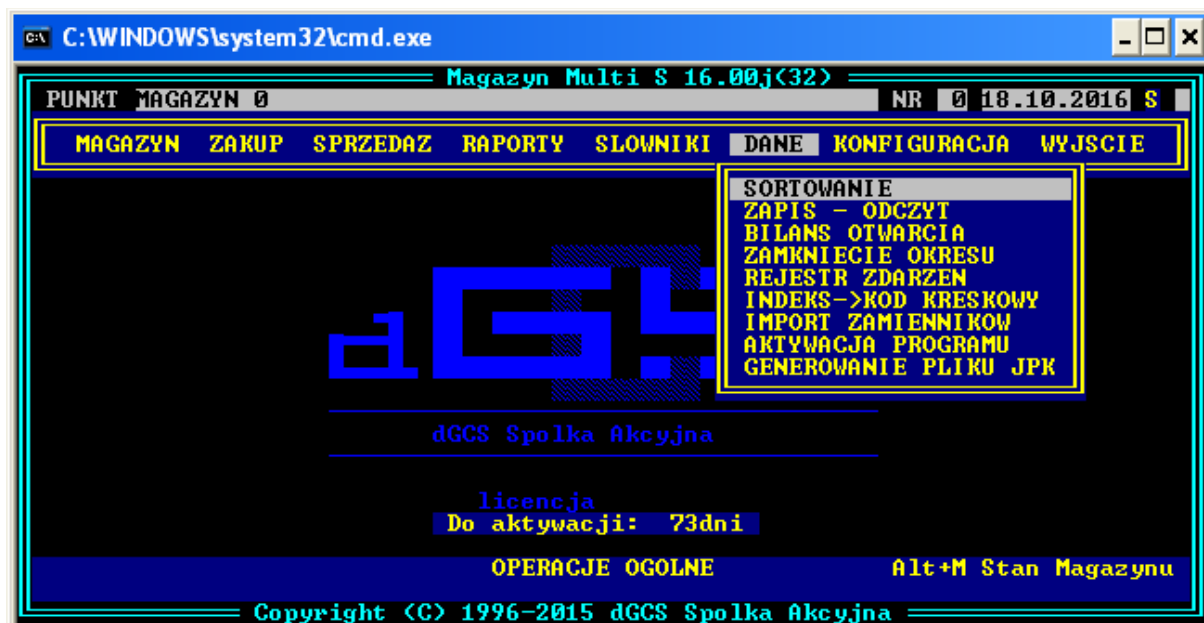 C:\WINDOWS\system32\cmd.exe
Magazyn Multi S 16.00j(32)
PUNKT MAGAZYN 0 NR 0 18.10.2016 S
MAGAZYN ZAKUP SPRZEDAZ RAPORTY SLOWNIKI DANE KONFIGURACJA WYJSCIE
SORTOWANIE
ZAPIS - ODCZYT
BILANS OTWARCIA
ZAMKNIECIE OKRESU
REJESTR ZDARZEN
INDEKS->KOD KRESKOWY
IMPORT ZAMIENNIKOW
AKTYWACJA PROGRAMU
GENEROWANIE PLIKU JPK
dGCS Spolka Akcyjna
licencja
Do aktywacji: 73dni
OPERACJE OGOLNE Alt+M Stan Magazynu
Copyright (C) 1996-2015 dGCS Spolka Akcyjna